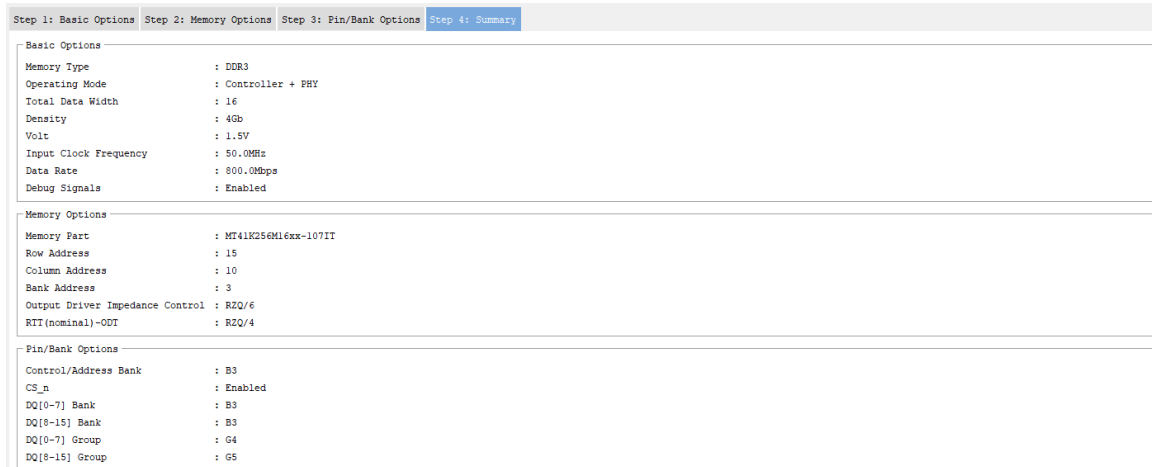 Step 1: Basic Options Step 2: Memory Options Step 3: Pin/Bank Options Step 4: Summary
Basic Options
Memory Type : DDR3
Operating Mode : Controller + PHY
Total Data Width : 16
Density : 4Gb
Volt : 1.5V
Input Clock Frequency : 50.0MHz
Data Rate : 800.0Mbps
Debug Signals : Enabled
Memory Options
Memory Part : MT41K256M16xx-107IT
Row Address : 15
Column Address : 10
Bank Address : 3
Output Driver Impedance Control : RZQ/6
RTT(nominal)-ODT : RZQ/4
Pin/Bank Options
Control/Address Bank : B3
CS_n : Enabled
DQ[0-7] Bank : B3
DQ[8-15] Bank : B3
DQ[0-7] Group : G4
DQ[8-15] Group : G5